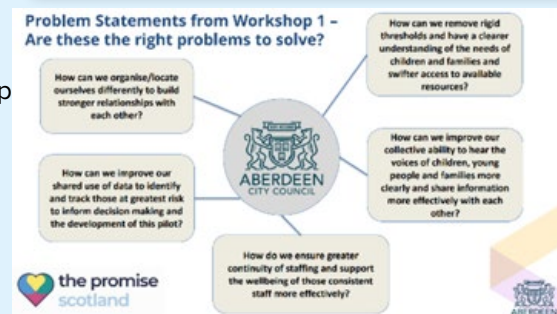 Problem Statements from Workshop 1 –
Are these the right problems to solve?
How can we remove rigid
thresholds and have a clearer
understanding of the needs of
children and families and
swifter access to available
resources?
How can we organise/locate
ourselves differently to build
stronger relationships with
each other?
p
How can we improve our
collective ability to hear the
voices of children, young
people and families more
clearly and share information
more effectively with each
other?
ABERDEEN
CITY COUNCIL
How can we improve our
shared use of data to identify
and track those at greatest risk
to inform decision making and
the development of this pilot?
How do we ensure greater
continuity of staffing and support
the wellbeing of those consistent
staff more effectively?
the promise
scotland
ABERDEEN